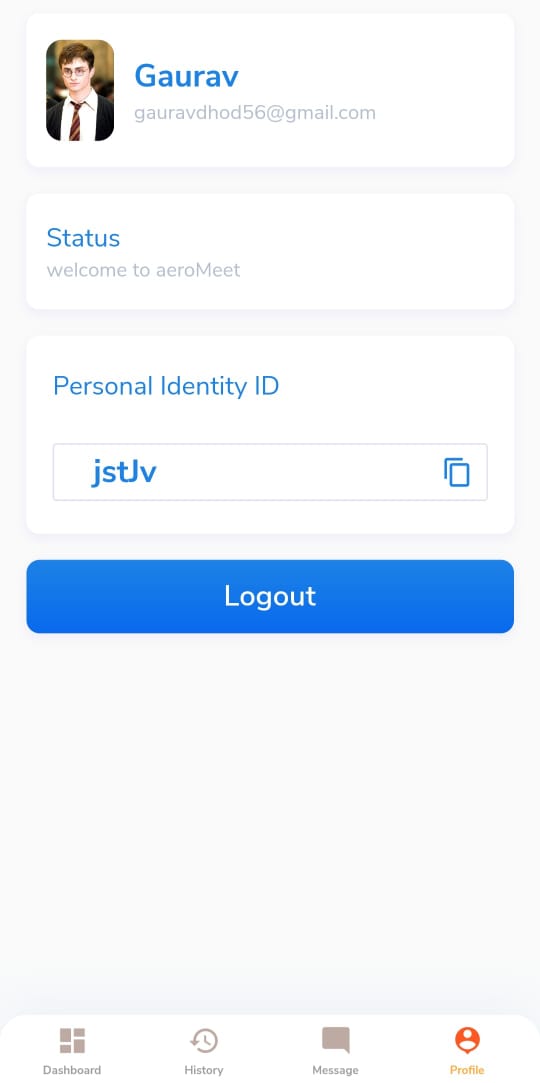 Gaurav
gauravdhod56@gmail.com
Status
welcome to aeroMeet
Personal Identity ID
jstJv
Logout
Dashboard
History
Message
Profile